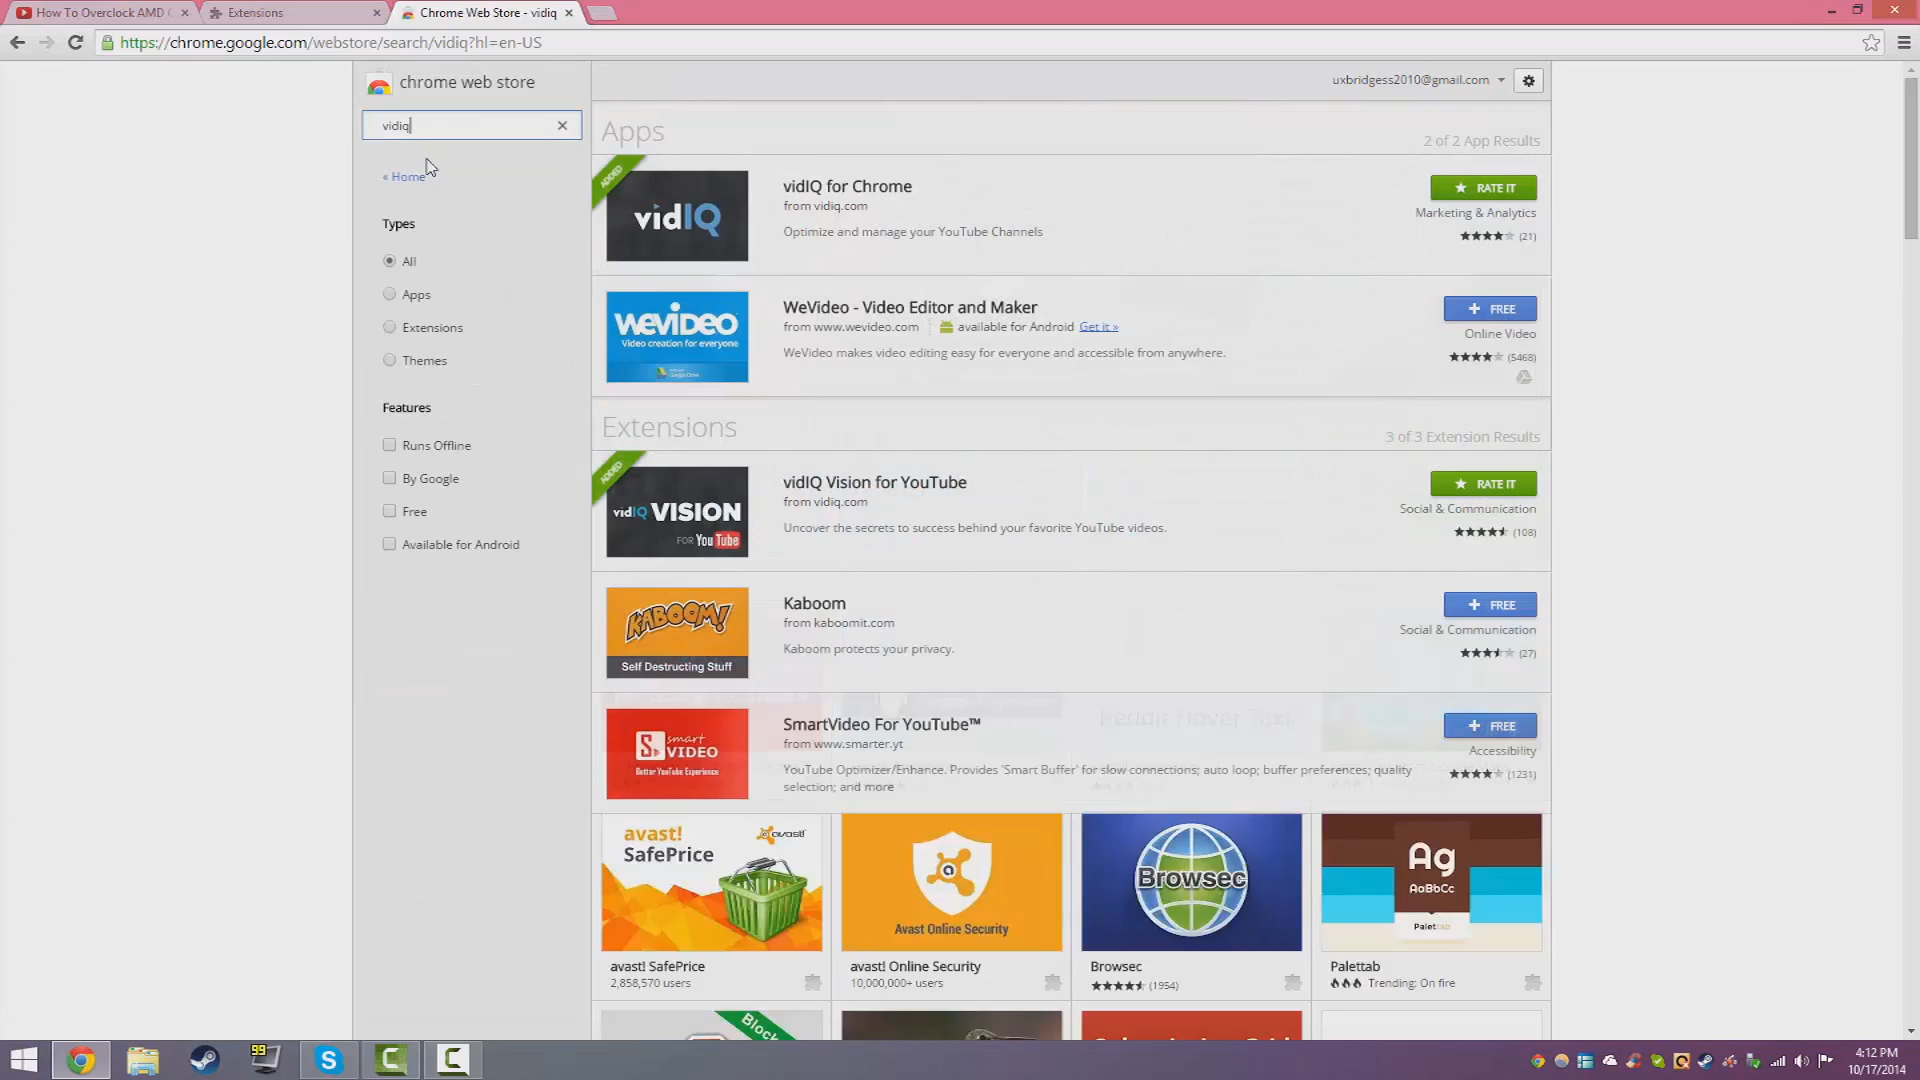 How To Overclock AMD
Extensions
Chrome Web Store - vidiq
https://chrome.google.com/webstore/search/vidiq?hl=en-US
chrome web store
uxbridgess2010@gmail.com
vidiq
« Home
Types
All
Apps
Extensions
Themes
Features
Runs Offline
By Google
Free
Available for Android
Apps
2 of 2 App Results
ADDED
vidIQ
vidIQ for Chrome
from vidiq.com
Optimize and manage your YouTube Channels
RATE IT
Marketing & Analytics
(21)
WEVIDEO
Video creation for everyone
WeVideo - Video Editor and Maker
from www.wevideo.com
available for Android Get it »
WeVideo makes video editing easy for everyone and accessible from anywhere.
FREE
Online Video
(5468)
Extensions
3 of 3 Extension Results
ADDED
vidIQ VISION
FOR YouTube
vidIQ Vision for YouTube
from vidiq.com
Uncover the secrets to success behind your favorite YouTube videos.
RATE IT
Social & Communication
(108)
KABOOM!
Self Destructing Stuff
Kaboom
from kaboomit.com
Kaboom protects your privacy.
FREE
Social & Communication
(27)
S smart
VIDEO
Better YouTube Experience
SmartVideo For YouTube™
from www.smarter.yt
YouTube Optimizer/Enhance. Provides 'Smart Buffer' for slow connections; auto loop; buffer preferences; quality
selection; and more
FREE
Accessibility
(1231)
avast!
SafePrice
avast!
avast! SafePrice
2,858,570 users
a
Avast Online Security
avast! Online Security
10,000,000+ users
Browsec
Browsec
(1954)
Ag
AaBbCc
Palettab
Palettab
Trending: On fire
Block
99
4:12 PM
10/17/2014